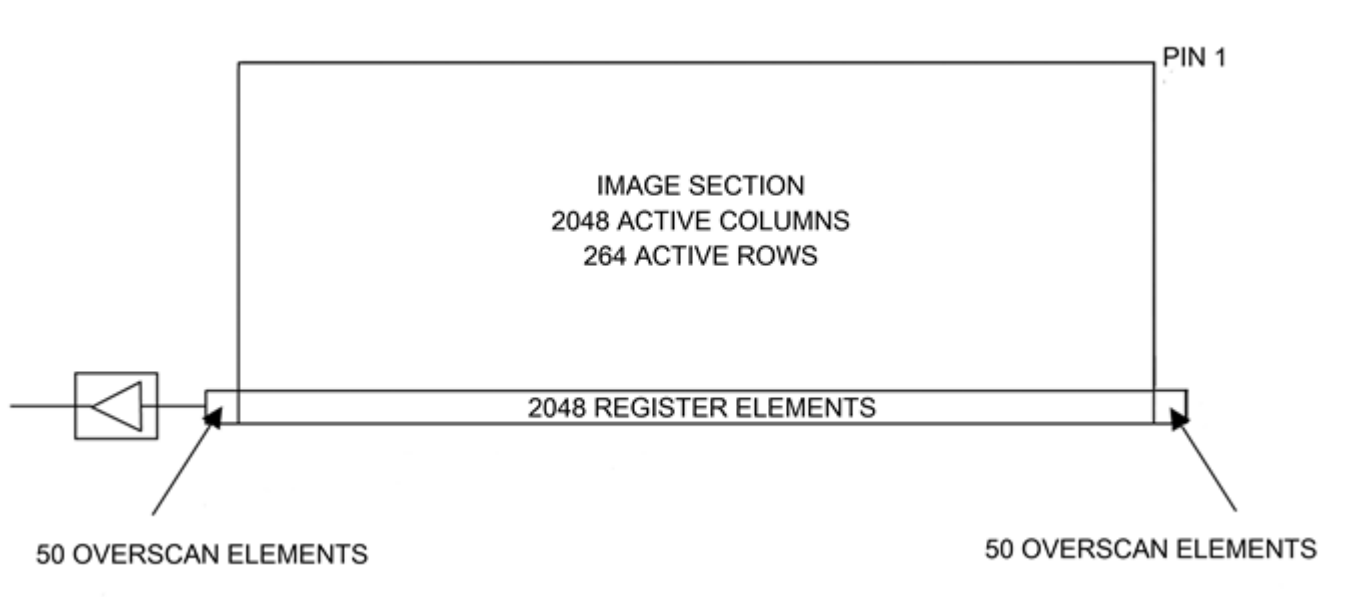 PIN 1
IMAGE SECTION
2048 ACTIVE COLUMNS
264 ACTIVE ROWS
2048 REGISTER ELEMENTS
50 OVERSCAN ELEMENTS
50 OVERSCAN ELEMENTS